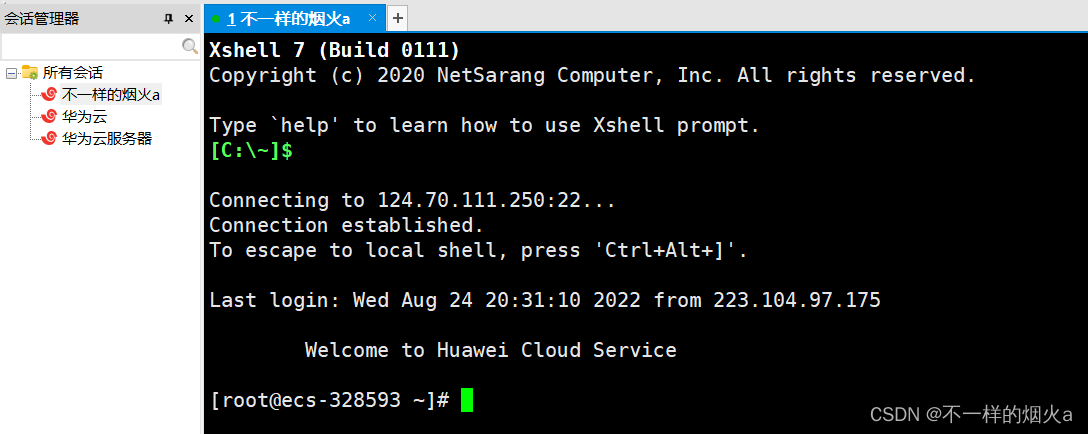 会话管理器
所有会话
不一样的烟火a
华为云
华为云服务器
1 不一样的烟火a
Xshell 7 (Build 0111)
Copyright (c) 2020 NetSarang Computer, Inc. All rights reserved.
Type `help' to learn how to use Xshell prompt.
[C:\~]$
Connecting to 124.70.111.250:22...
Connection established.
To escape to local shell, press 'Ctrl+Alt+]'.
Last login: Wed Aug 24 20:31:10 2022 from 223.104.97.175
Welcome to Huawei Cloud Service
[root@ecs-328593 ~]#
CSDN @不一样的烟火a